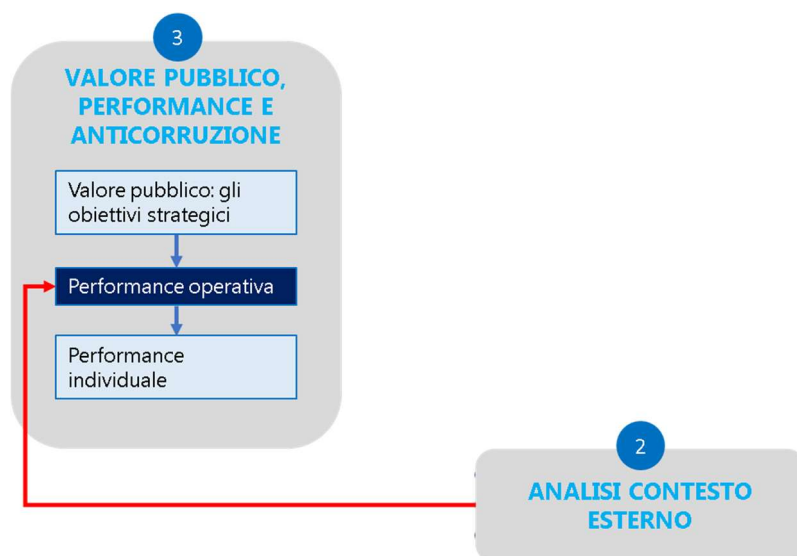 3
VALORE PUBBLICO,
PERFORMANCE E
ANTICORRUZIONE
Valore pubblico: gli
obiettivi strategici
Performance operativa
Performance
individuale
2
ANALISI CONTESTO
ESTERNO